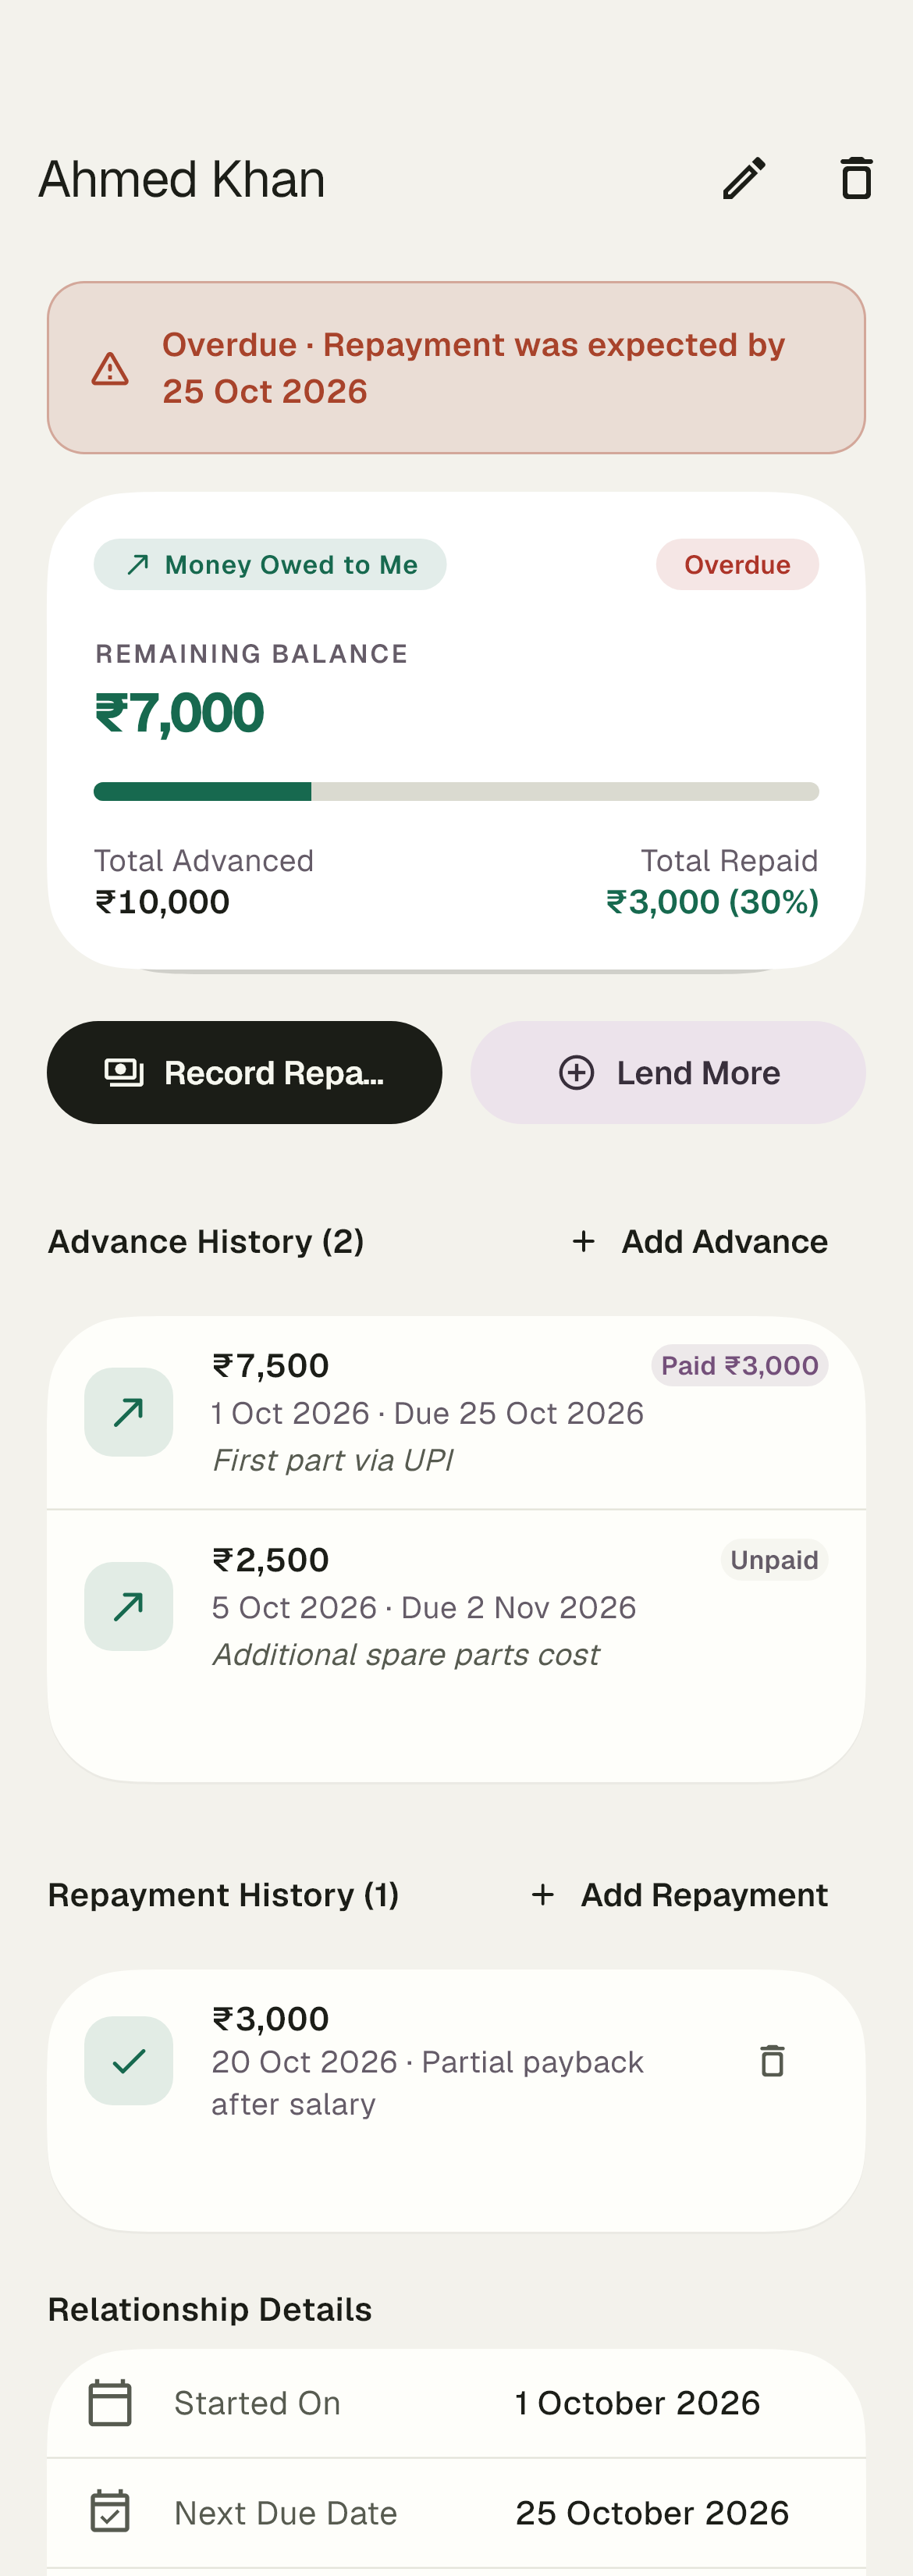 Ahmed Khan
Overdue · Repayment was expected by
25 Oct 2026
Money Owed to Me
Overdue
REMAINING BALANCE
₹7,000
Total Advanced
Total Repaid
₹10,000
₹3,000 (30%)
Record Repa...
Lend More
Advance History (2)
Add Advance
₹7,500
Paid ₹3,000
1 Oct 2026 · Due 25 Oct 2026
First part via UPI
₹2,500
Unpaid
5 Oct 2026 · Due 2 Nov 2026
Additional spare parts cost
Repayment History (1)
Add Repayment
₹3,000
20 Oct 2026 · Partial payback
after salary
Relationship Details
Started On
1 October 2026
Next Due Date
25 October 2026